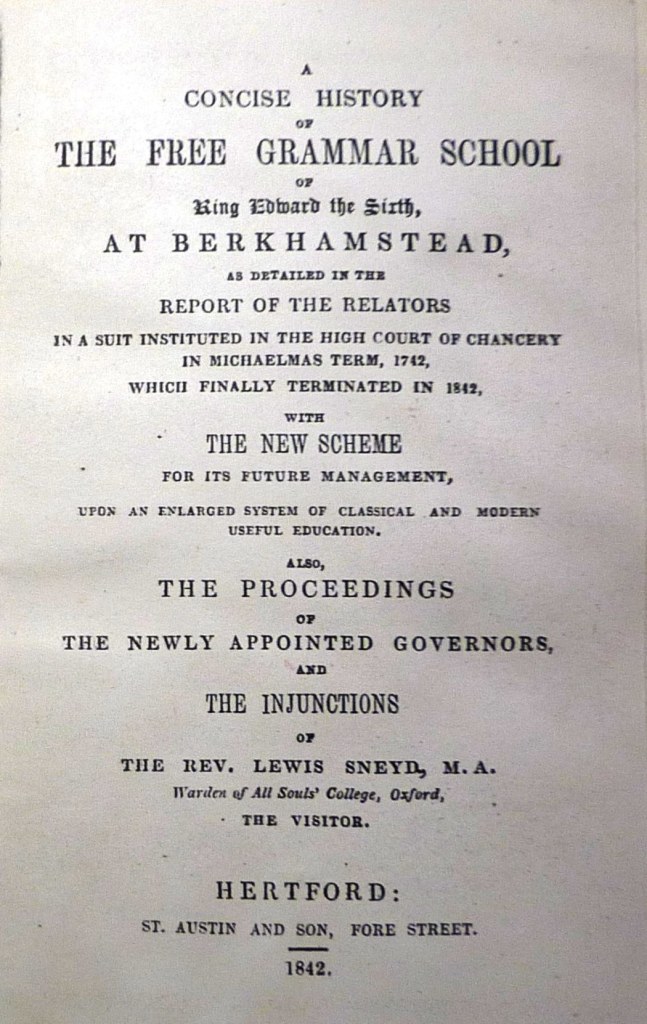 A
CONCISE HISTORY
OF
THE FREE GRAMMAR SCHOOL
OF
King Edward the Sixth,
AT BERKHAMSTEAD,
AS DETAILED IN THE
REPORT OF THE RELATORS
IN A SUIT INSTITUTED IN THE HIGH COURT OF CHANCERY
IN MICHAELMAS TERM, 1742,
WHICH FINALLY TERMINATED IN 1842,
WITH
THE NEW SCHEME
FOR ITS FUTURE MANAGEMENT,
UPON AN ENLARGED SYSTEM OF CLASSICAL AND MODERN
USEFUL EDUCATION.
ALSO,
THE PROCEEDINGS
OF
THE NEWLY APPOINTED GOVERNORS,
AND
THE INJUNCTIONS
OF
THE REV. LEWIS SNEYD, M. A.
Warden of All Souls' College, Oxford,
THE VISITOR.
HERTFORD:
ST. AUSTIN AND SON, FORE STREET.
1842.